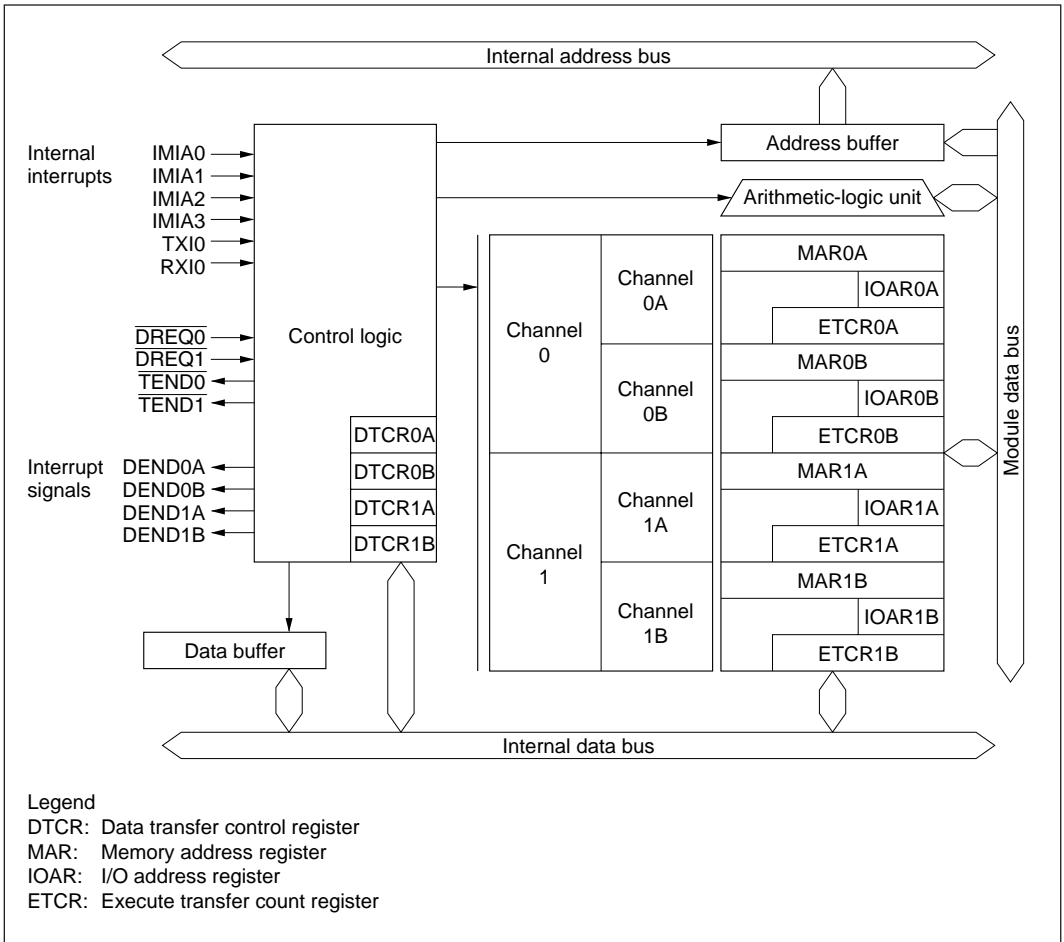 Internal address bus
Internal interrupts
IMIA0
IMIA1
IMIA2
IMIA3
TXI0
RXI0
DREQ0
DREQ1
TEND0
TEND1
Interrupt signals
DEND0A
DEND0B
DEND1A
DEND1B
Control logic
DTCR0A
DTCR0B
DTCR1A
DTCR1B
Data buffer
Address buffer
Arithmetic-logic unit
Channel 0
Channel 0A
Channel 0B
Channel 1
Channel 1A
Channel 1B
MAR0A
IOAR0A
ETCR0A
MAR0B
IOAR0B
ETCR0B
MAR1A
IOAR1A
ETCR1A
MAR1B
IOAR1B
ETCR1B
Module data bus
Internal data bus
Legend
DTCR: Data transfer control register
MAR: Memory address register
IOAR: I/O address register
ETCR: Execute transfer count register